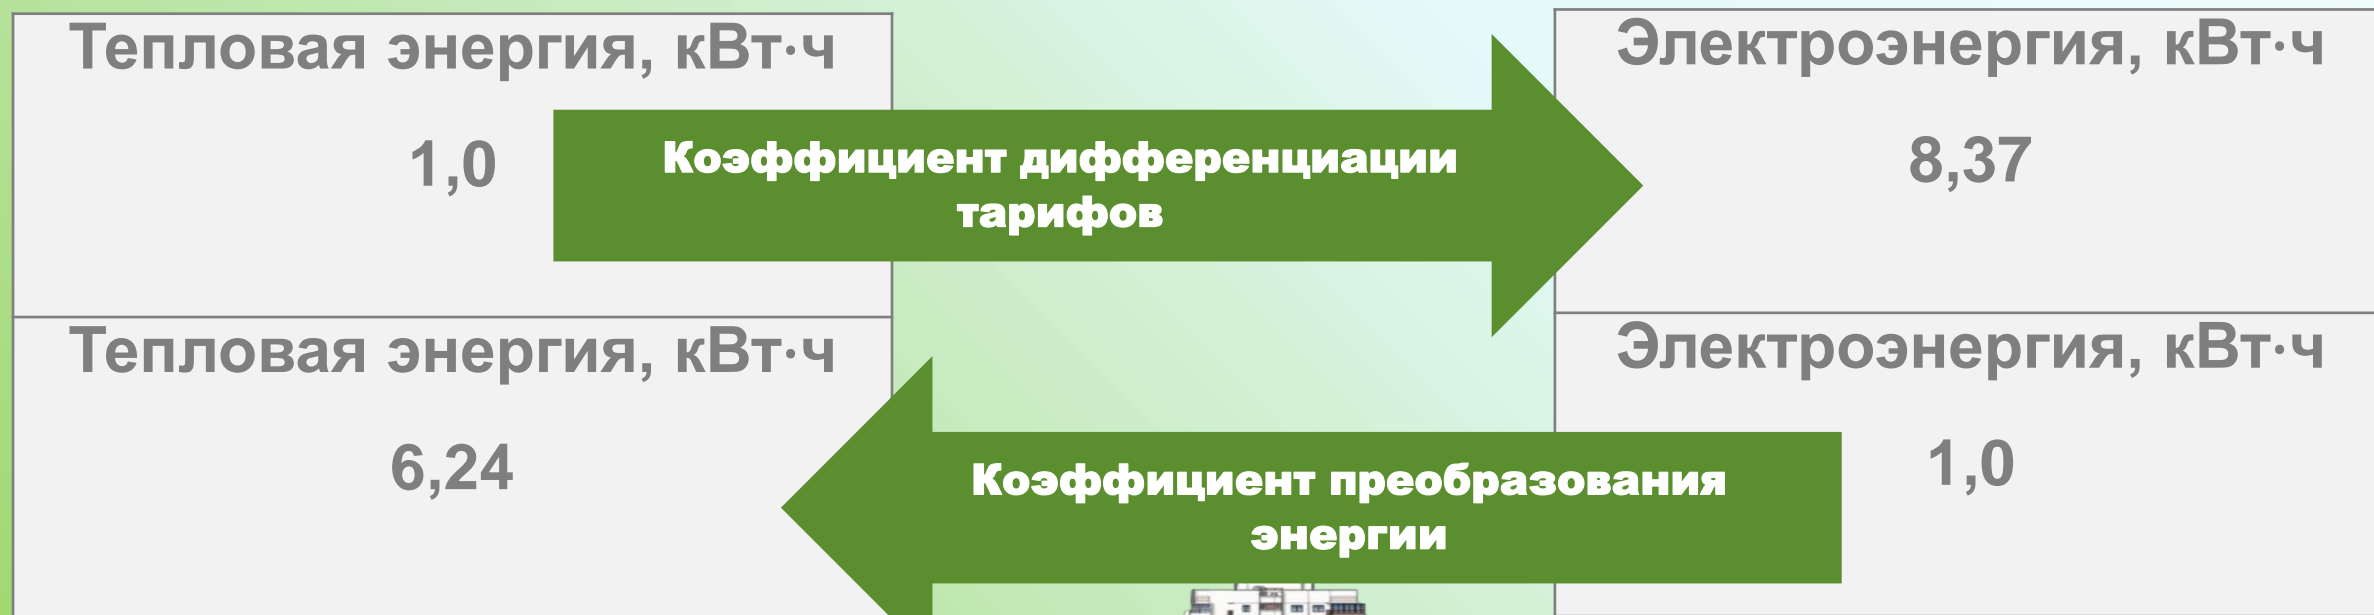 Тепловая энергия, кВт·ч
Электроэнергия, кВт·ч
1,0
Коэффициент дифференциации
тарифов
8,37
Тепловая энергия, кВт·ч
Электроэнергия, кВт·ч
6,24
Коэффициент преобразования
энергии
1,0